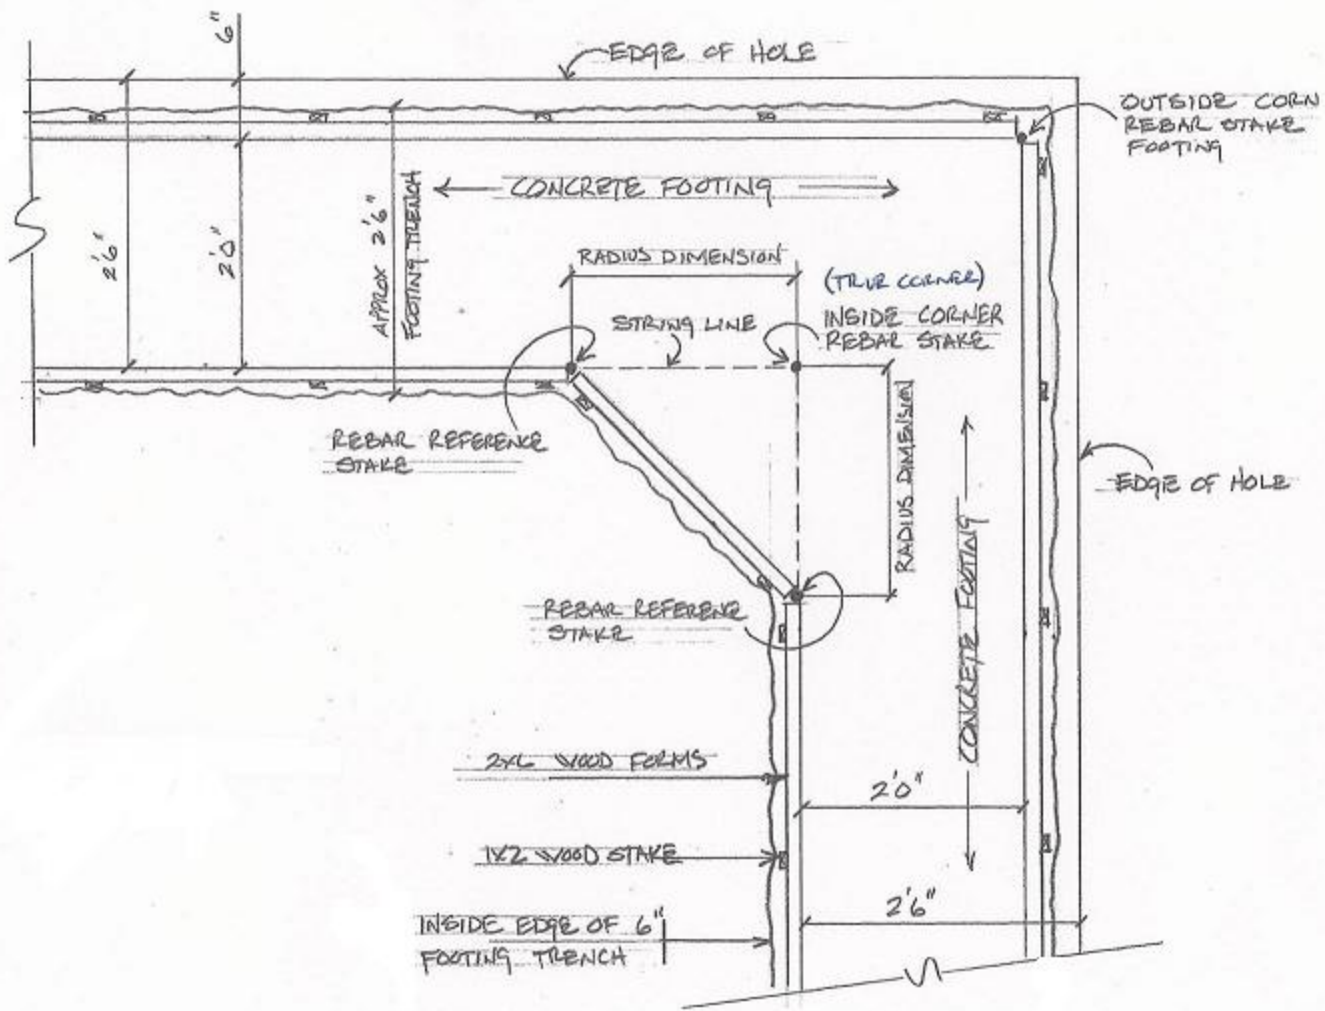 6"
EDGE OF HOLE
OUTSIDE CORN
REBAR STAKE
FOOTING
CONCRETE FOOTING
2'6"
2'0"
APPROX 2'6"
FOOTING TRENCH
RADIUS DIMENSION
(TRUE CORNER)
INSIDE CORNER
REBAR STAKE
STRING LINE
REBAR REFERENCE
STAKE
RADIUS DIMENSION
EDGE OF HOLE
CONCRETE FOOTING
REBAR REFERENCE
STAKE
2X6 WOOD FORMS
2'0"
1X2 WOOD STAKE
2'6"
INSIDE EDGE OF 6"
FOOTING TRENCH